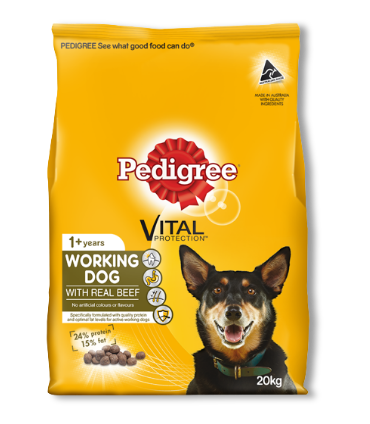 PEDIGREE See what good food can do®
MADE IN AUSTRALIA
WITH QUALITY
INGREDIENTS
Pedigree®
VITAL
PROTECTION™
1+ years
WORKING
DOG
WITH REAL BEEF
No artificial colours or flavours
Specifically formulated with quality protein
and optimal fat levels for active working dogs
24% protein
15% fat
20kg